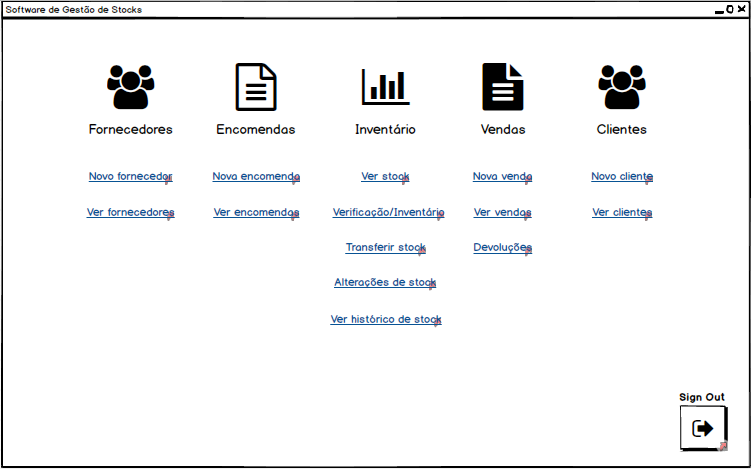 Software de Gestão de Stocks
Fornecedores
Encomendas
Inventário
Vendas
Clientes
Novo fornecedor
Nova encomenda
Ver stock
Nova venda
Novo cliente
Ver fornecedores
Ver encomendas
Verificação/Inventário
Ver vendas
Ver clientes
Transferir stock
Devoluções
Alterações de stock
Ver histórico de stock
Sign Out